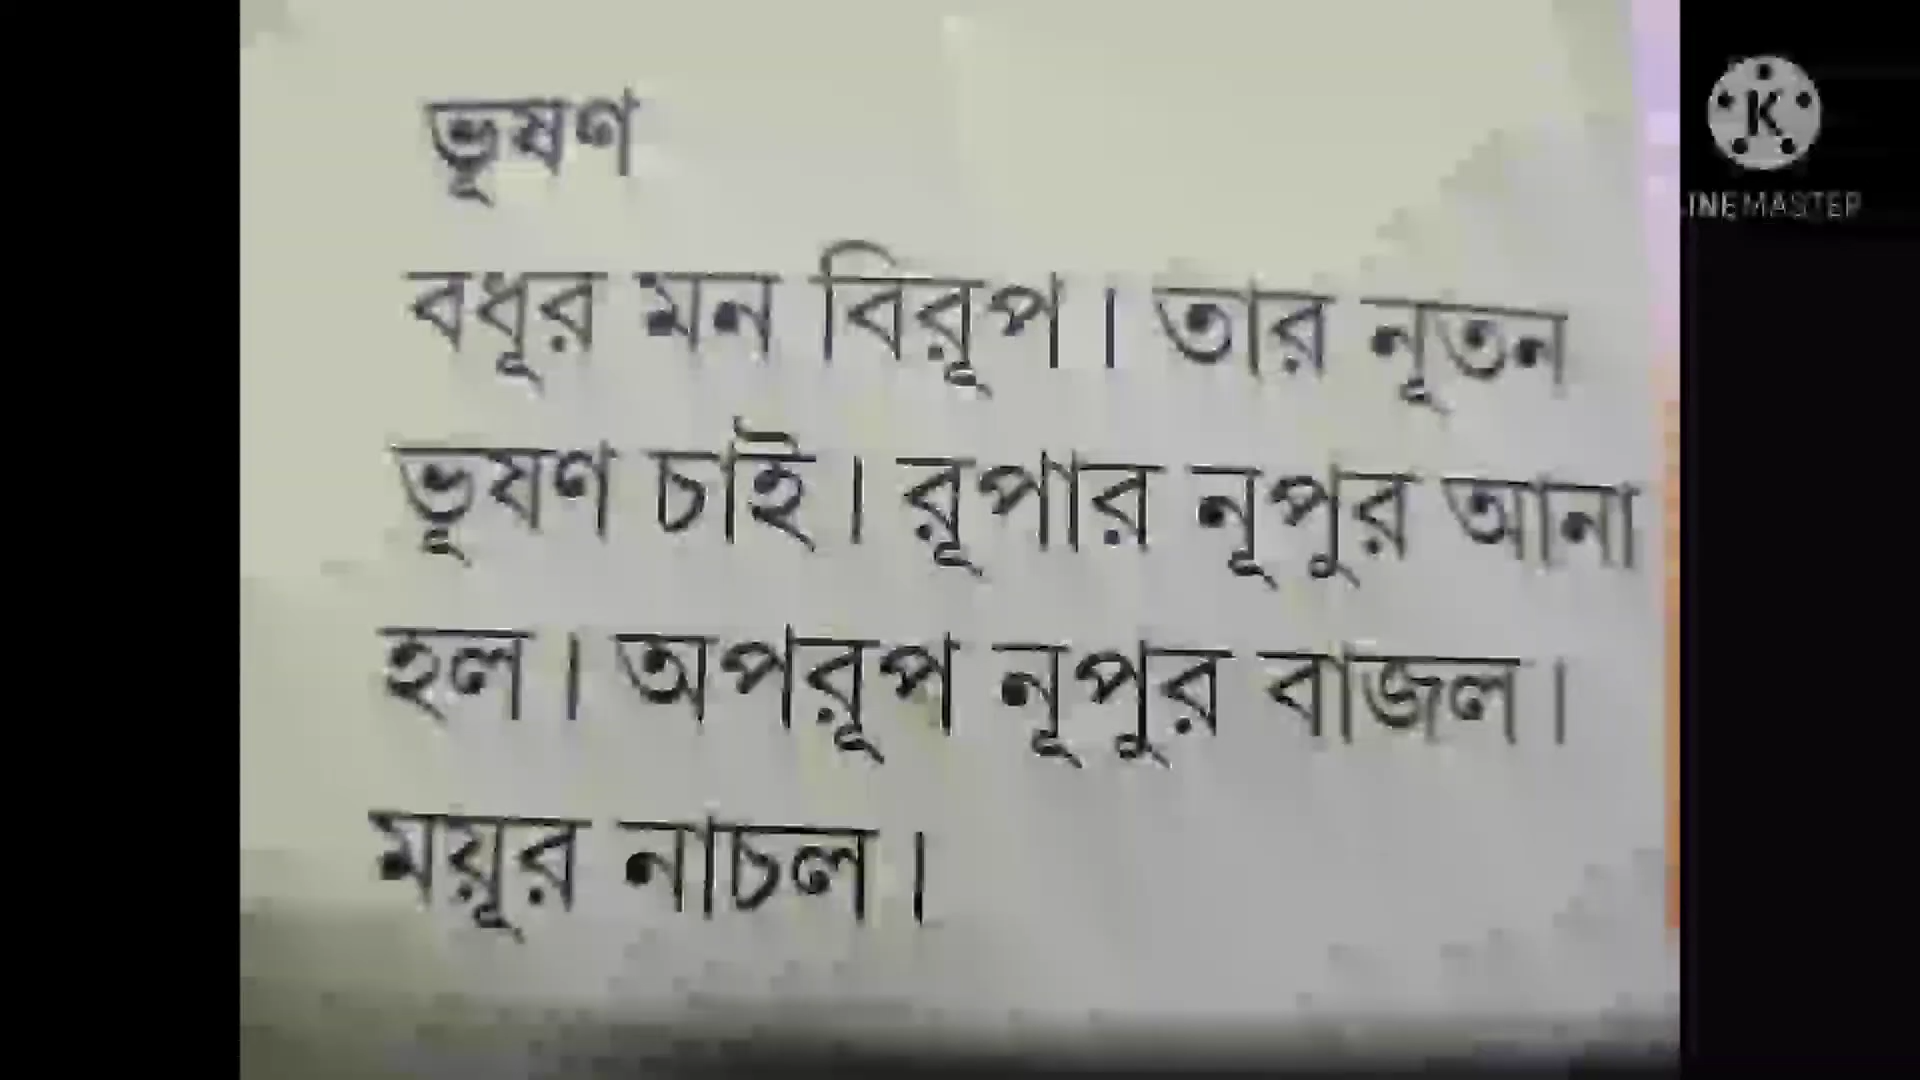 ভূষণ
বধূর মন বিরূপ। তার নূতন
ভূষণ চাই। রূপার নূপুর আনা
হল। অপরূপ নূপুর বাজল।
ময়ূর নাচল।
K
INEMASTER